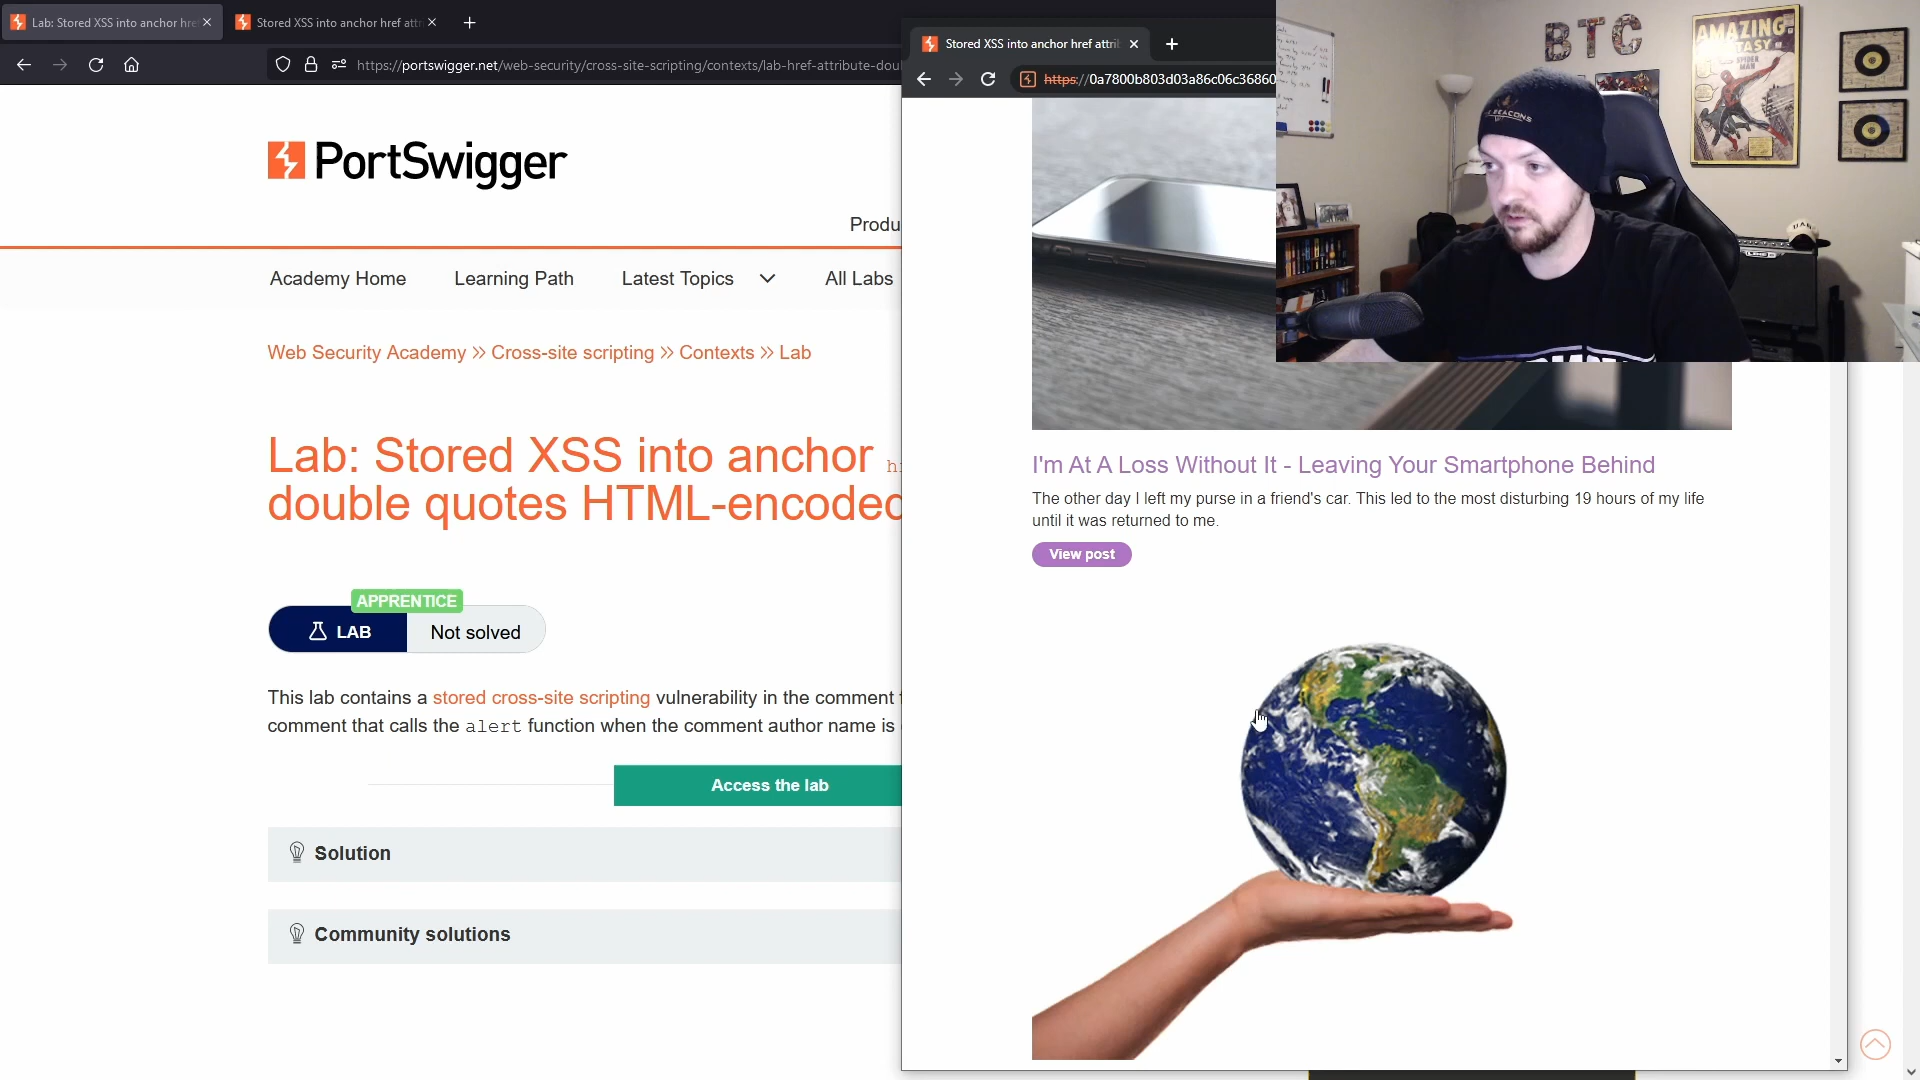 Lab: Stored XSS into anchor hre
Stored XSS into anchor href attr
https://portswigger.net/web-security/cross-site-scripting/contexts/lab-href-attribute-dou
Stored XSS into anchor href attri
https://0a7800b803d03a86c06c36860
PortSwigger
Produ
Academy Home
Learning Path
Latest Topics
All Labs
Web Security Academy >> Cross-site scripting >> Contexts >> Lab
Lab: Stored XSS into anchor
double quotes HTML-encoded
APPRENTICE
LAB
Not solved
This lab contains a stored cross-site scripting vulnerability in the comment
comment that calls the alert function when the comment author name is
Access the lab
Solution
Community solutions
I'm At A Loss Without It - Leaving Your Smartphone Behind
The other day I left my purse in a friend's car. This led to the most disturbing 19 hours of my life
until it was returned to me.
View post
BTC
AMAZING
FANTASY